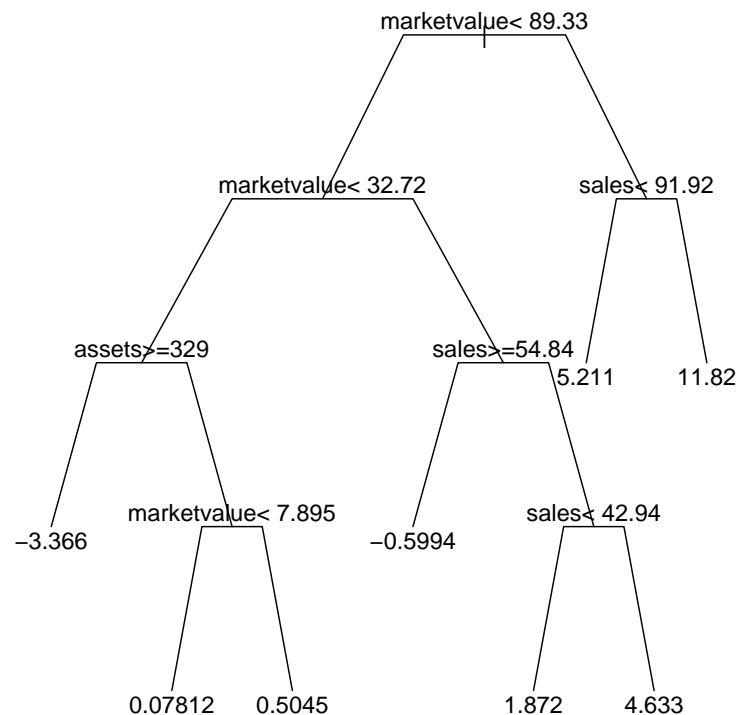 marketvalue< 89.33
marketvalue< 32.72
sales< 91.92
assets>=329
sales>=54.84
5.211
11.82
marketvalue< 7.895
sales< 42.94
−3.366
−0.5994
0.07812
0.5045
1.872
4.633